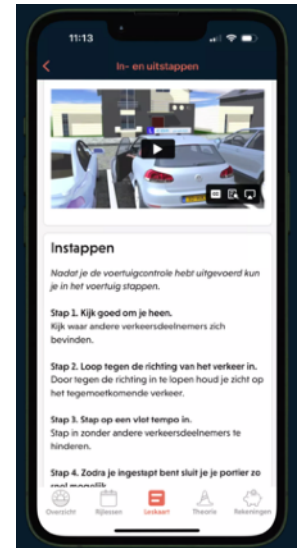 11:13
In- en uitstappen
Instappen
Nadat je de voertuigcontrole hebt uitgevoerd kun
je in het voertuig stappen.
Stap 1. Kijk goed om je heen.
Kijk waar andere verkeersdeelnemers zich
bevinden.
Stap 2. Loop tegen de richting van het verkeer in.
Door tegen de richting in te lopen houd je zicht op
het tegemoetkomende verkeer.
Stap 3. Stap op een vlot tempo in.
Stap in zonder andere verkeersdeelnemers te
hinderen.
Stap 4. Zodra je ingestapt bent sluit je je portier zo
snel mogelijk
Overzicht Rijlessen Leskaart Theorie Rekeningen